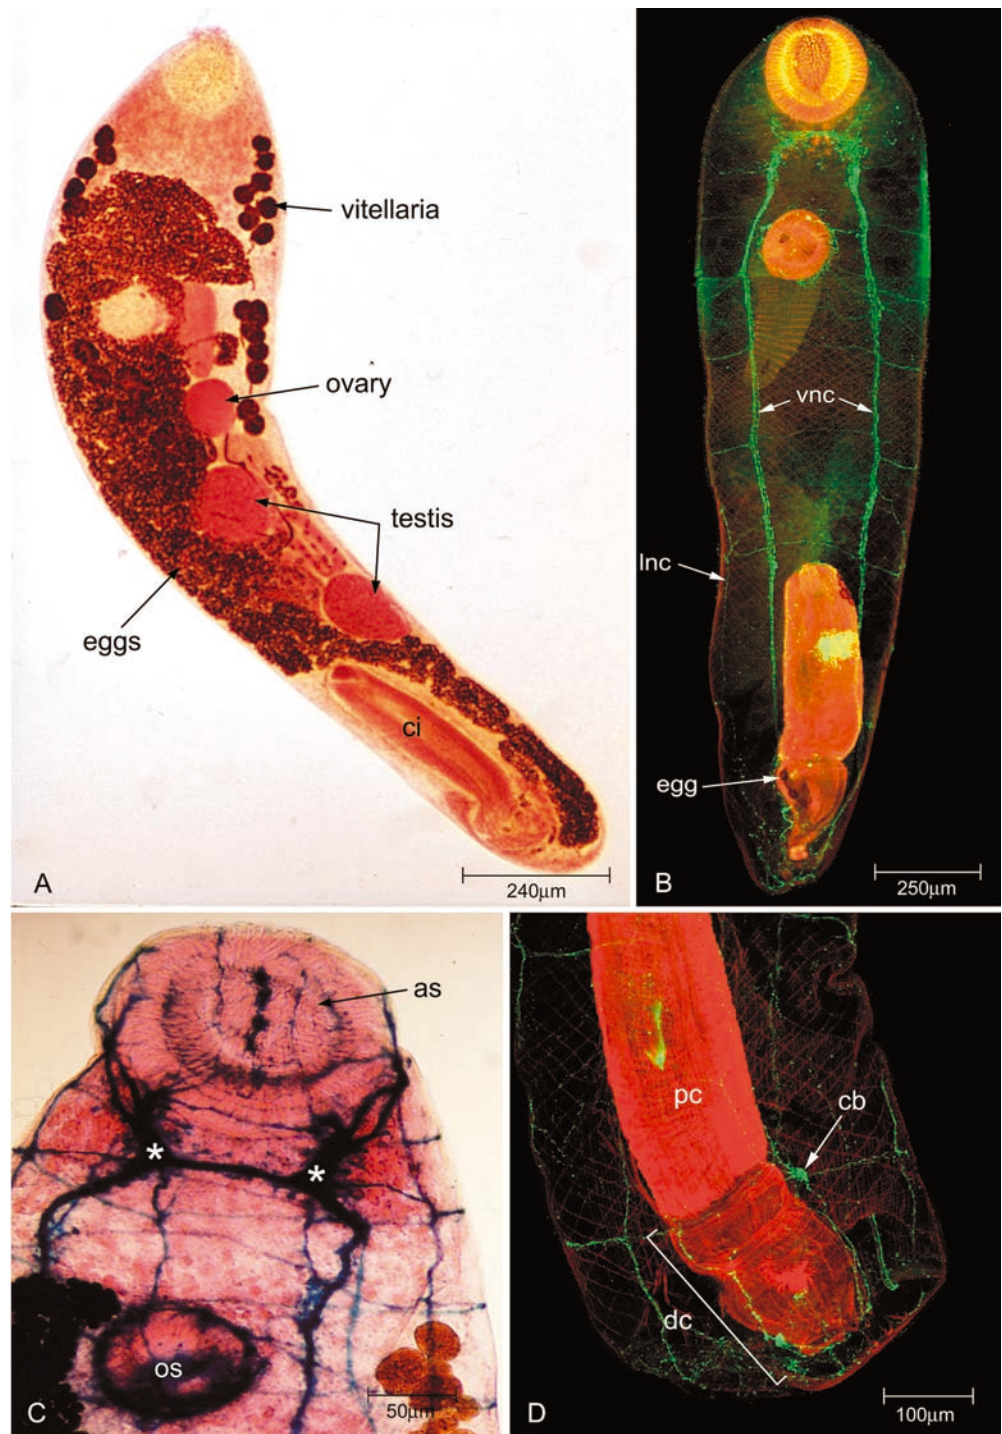 vitellaria
ovary
testis
eggs
ci
A
240μm
vnc
lnc
egg
B
250μm
as
*
*
os
C
50μm
pc
cb
dc
D
100μm